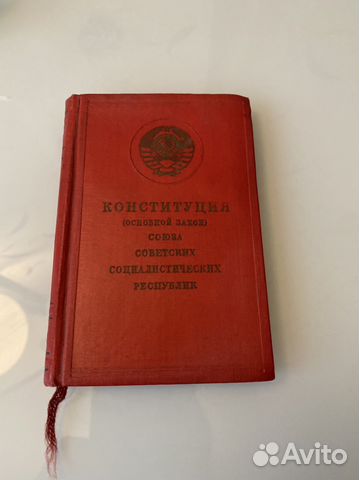 КОНСТИТУЦИЯ
(ОСНОВНОЙ ЗАКОН)
СОЮЗА
СОВЕТСКИХ
СОЦИАЛИСТИЧЕСКИХ
РЕСПУБЛИК
Avito